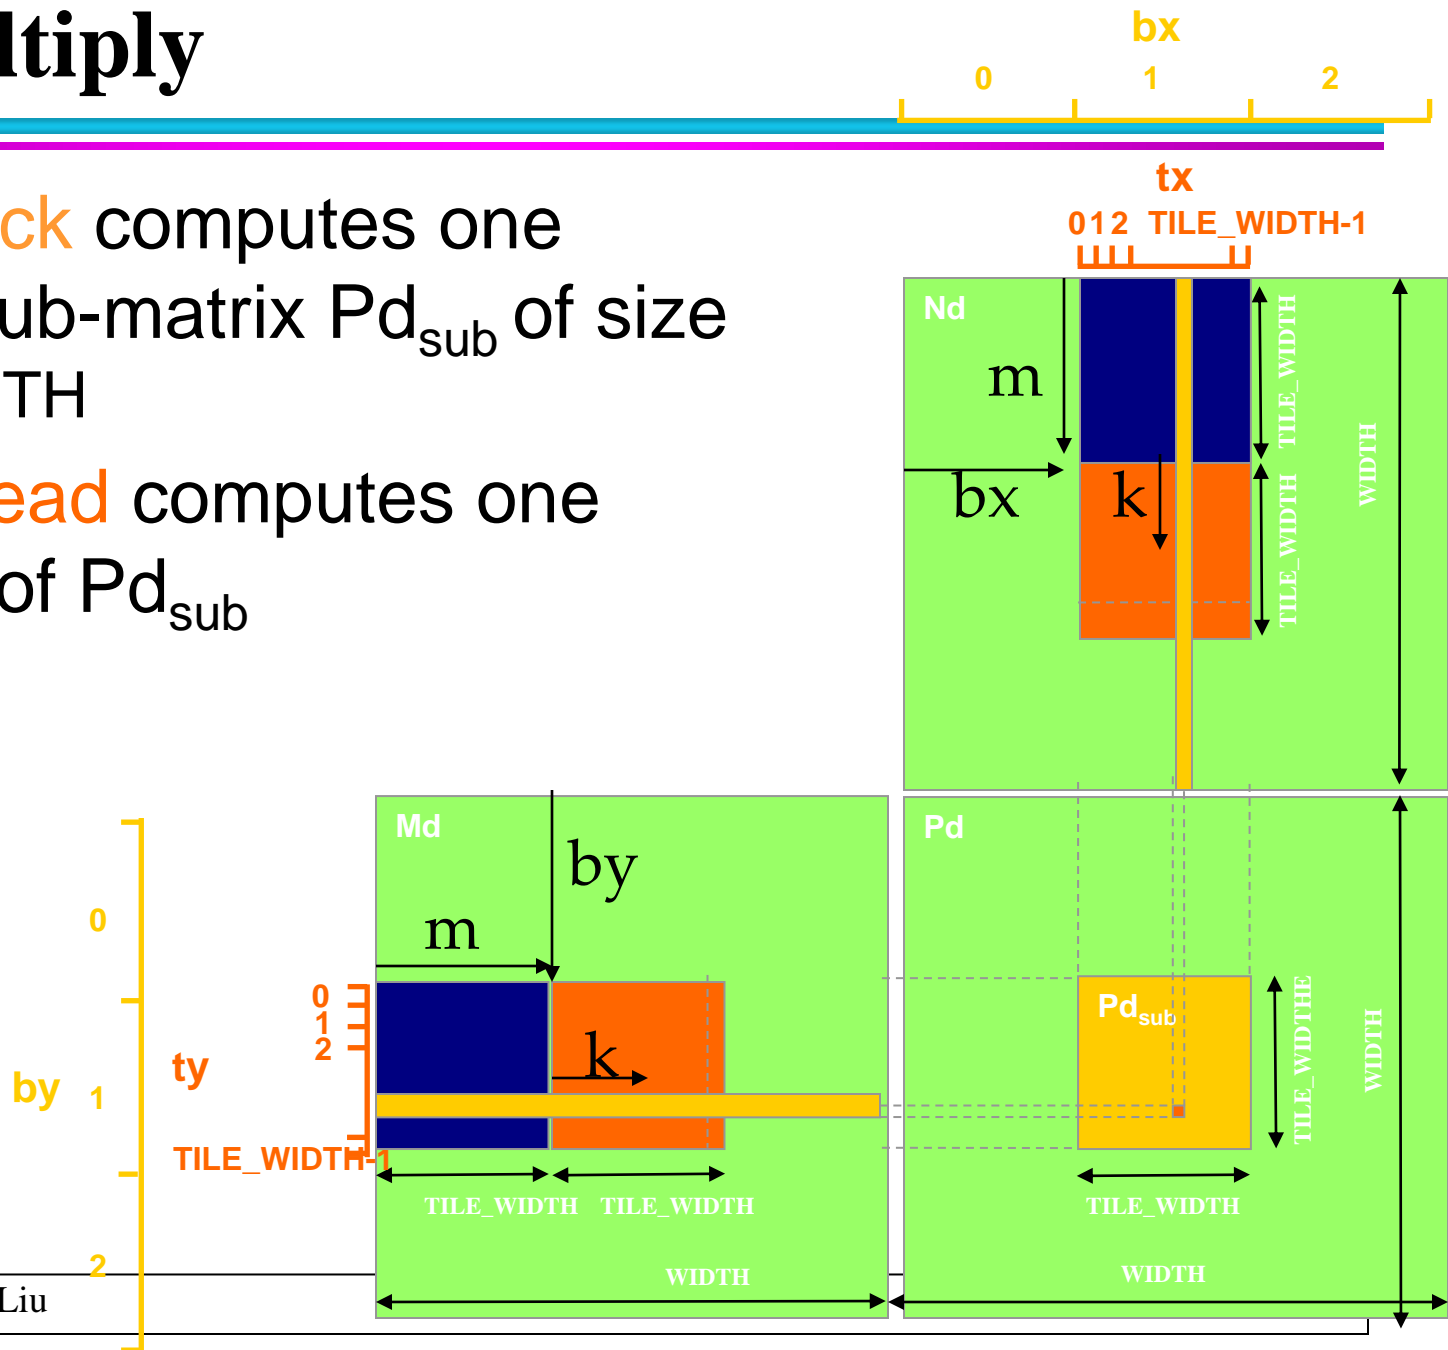 ltiply
bx
0 1 2
tx
0 1 2 TILE_WIDTH-1
ck computes one
ub-matrix Pdsub of size
TH
ead computes one
of Pdsub
Nd
m
bx
k
TILE_WIDTH
TILE_WIDTH
WIDTH
Md
by
m
k
0
1
2
by
ty
0
1
2
TILE_WIDTH-1
TILE_WIDTH TILE_WIDTH
WIDTH
Pd
Pdsub
TILE_WIDTHE
WIDTH
TILE_WIDTH
WIDTH
Liu